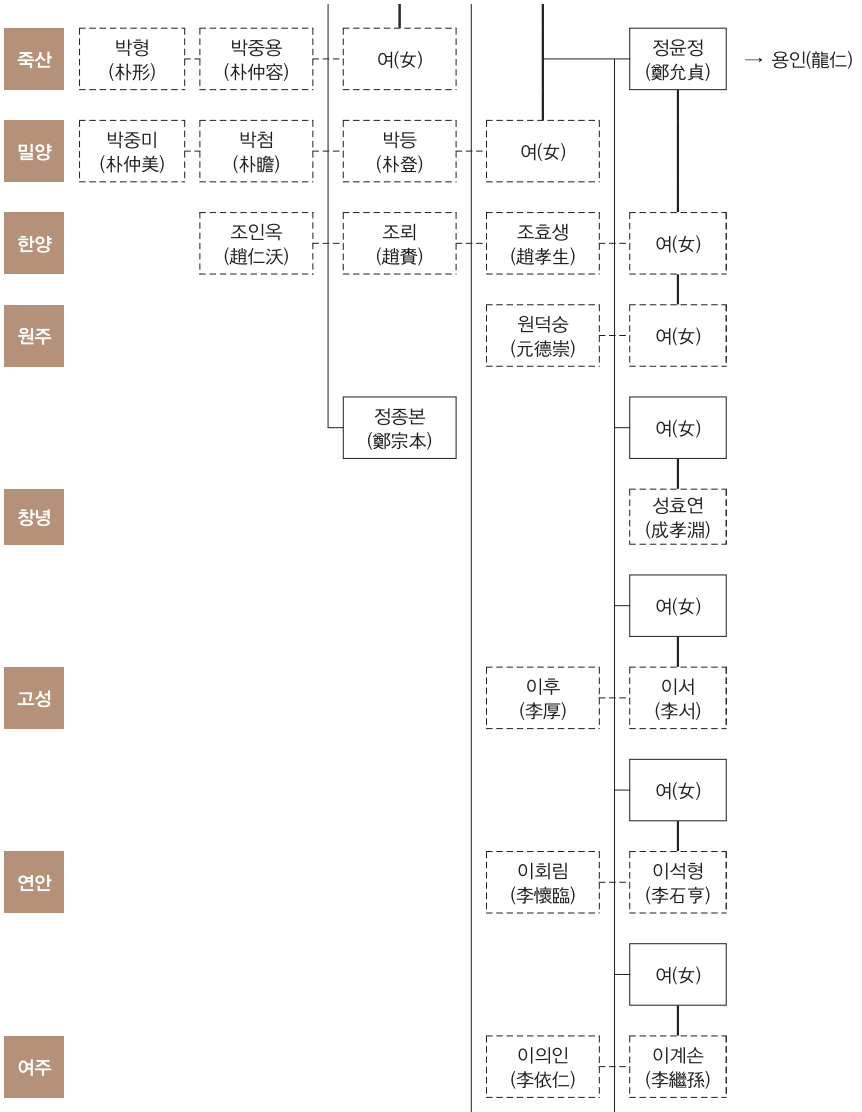 죽산
박형
(朴形)
박중용
(朴仲容)
여(女)
정윤정
(鄭允貞)
→ 용인(龍仁)
밀양
박중미
(朴仲美)
박첨
(朴瞻)
박등
(朴登)
여(女)
한양
조인옥
(趙仁沃)
조뢰
(趙賚)
조효생
(趙孝生)
여(女)
원주
원덕숭
(元德崇)
여(女)
정종본
(鄭宗本)
여(女)
창녕
성효연
(成孝淵)
여(女)
고성
이후
(李厚)
이서
(李서)
여(女)
연안
이회림
(李懷臨)
이석형
(李石亨)
여(女)
여주
이의인
(李依仁)
이계손
(李繼孫)